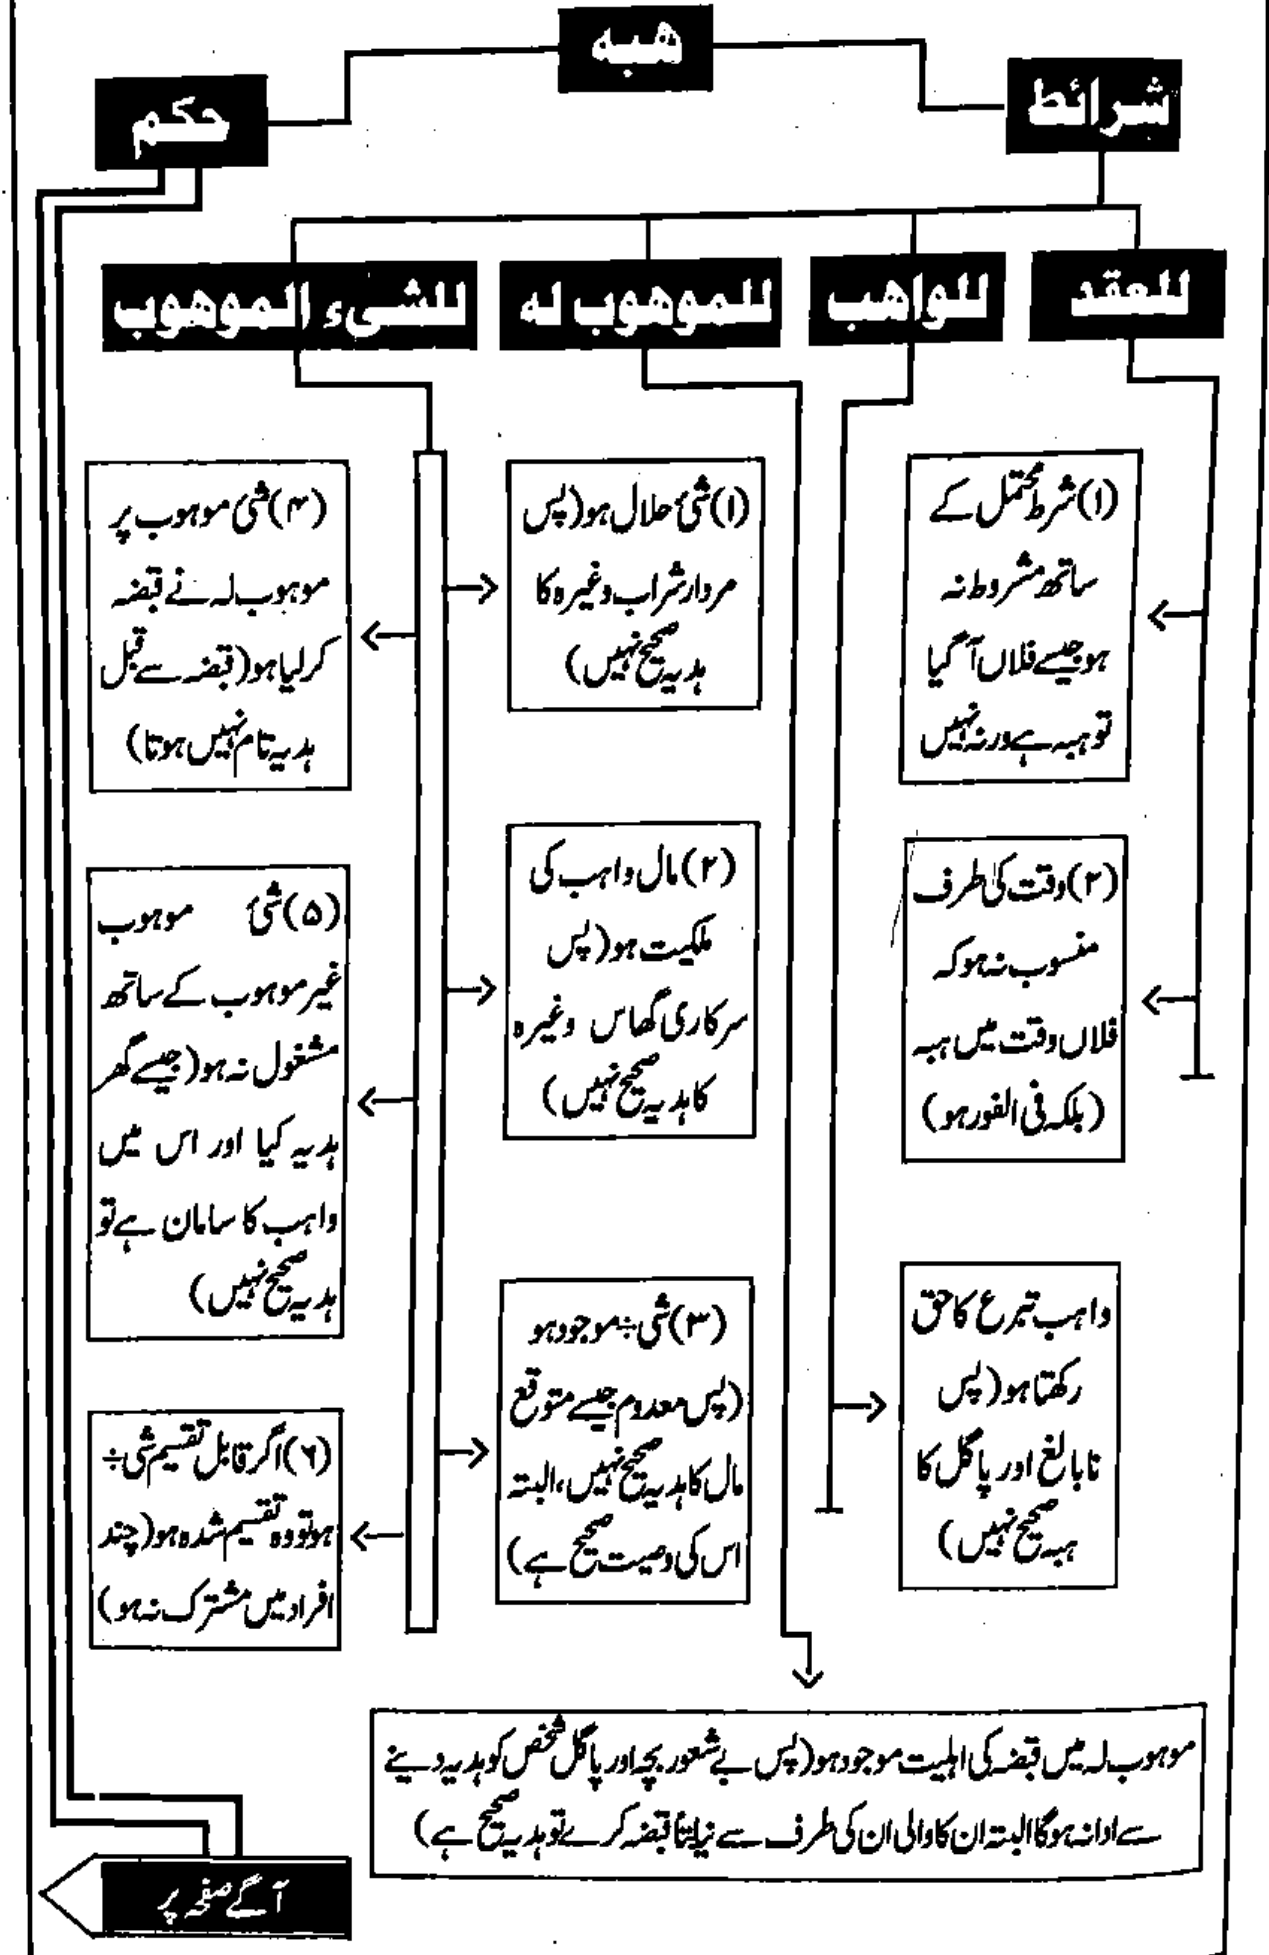 ھبہ
شرائط
حکم
للعقد
للواھب
للموھوب له
للشیء الموھوب
(۱) شرط محتمل کے
ساتھ مشروط نہ
ہو جیسے فلاں آ گیا
تو ہبہ ہے ورنہ نہیں
(۲) وقت کی طرف
منسوب نہ ہو کہ
فلاں وقت میں ہبہ
(بلکہ فی الفور ہو)
واہب تبرع کا حق
رکھتا ہو (پس
نابالغ اور پاگل کا
ہبہ صحیح نہیں)
(۱) شئ حلال ہو (پس
مردار شراب وغیرہ کا
ہدیہ صحیح نہیں)
(۲) مال واہب کی
ملکیت ہو (پس
سرکاری گھاس وغیرہ
کا ہدیہ صحیح نہیں)
(۳) شی÷ موجود ہو
(پس معدوم جیسے متوقع
مال کا ہدیہ صحیح نہیں، البتہ
اس کی وصیت صحیح ہے)
(۴) شئ موہوب پر
موہوب لہ نے قبضہ
کر لیا ہو (قبضہ سے قبل
ہدیہ تام نہیں ہوتا)
(۵) شئ موہوب
غیر موہوب کے ساتھ
مشغول نہ ہو (جیسے گھر
ہدیہ کیا اور اس میں
واہب کا سامان ہے تو
ہدیہ صحیح نہیں)
(۶) اگر قابل تقسیم شی÷
ہو تو وہ تقسیم شدہ ہو (چند
افراد میں مشترک نہ ہو)
موہوب لہ میں قبضہ کی اہلیت موجود ہو (پس بے شعور بچہ اور پاگل شخص کو ہدیہ دینے
سے ادا نہ ہوگا البتہ ان کا والی ان کی طرف سے نیابتاً قبضہ کرے تو ہدیہ صحیح ہے)
آگے صفحہ پر